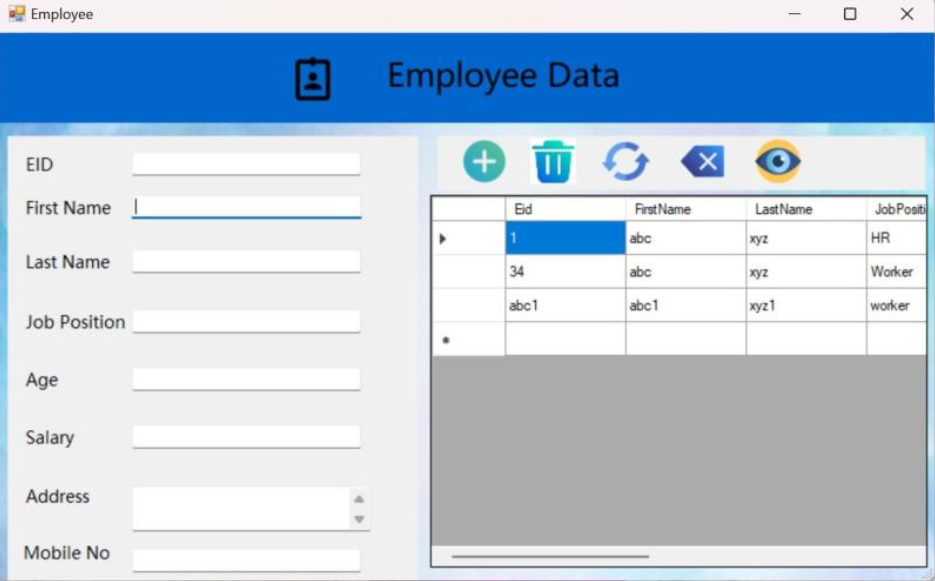 Employee
Employee Data
EID
First Name
Last Name
Job Position
Age
Salary
Address
Mobile No
Eid FirstName LastName JobPositi
1 abc xyz HR
34 abc xyz Worker
abc1 abc1 xyz1 worker